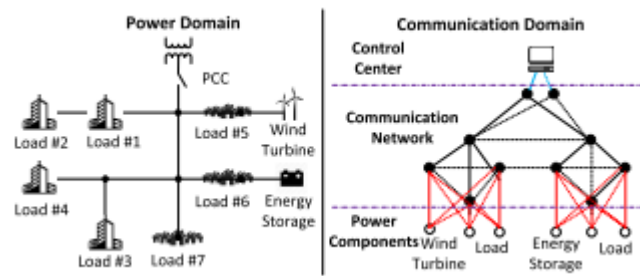 Power Domain
PCC
Load #2
Load #1
Load #5
Wind
Turbine
Load #4
Load #6
Energy
Storage
Load #3
Load #7
Communication Domain
Control
Center
Communication
Network
Power
Components
Wind
Turbine
Load
Energy
Storage
Load